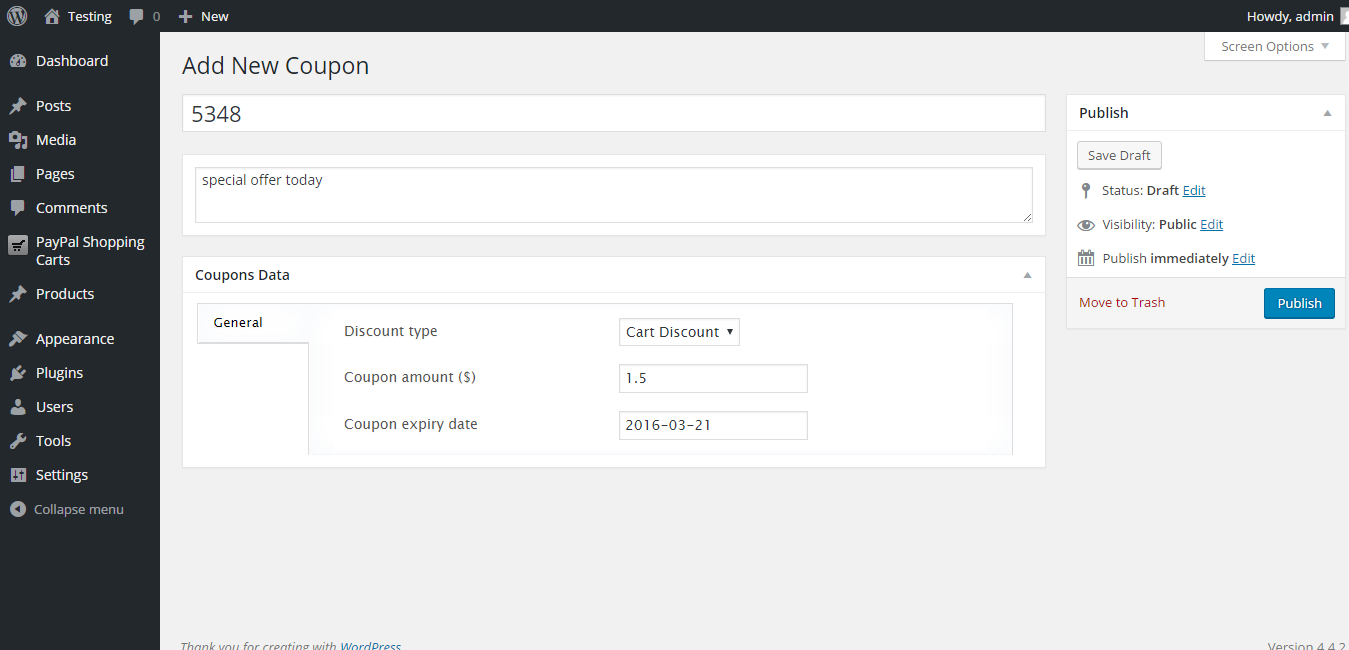 Testing 0 New Howdy, admin
Screen Options
Dashboard
Posts
Media
Pages
Comments
PayPal Shopping
Carts
Products
Appearance
Plugins
Users
Tools
Settings
Collapse menu
Add New Coupon
5348
special offer today
Coupons Data
General
Discount type Cart Discount
Coupon amount ($) 1.5
Coupon expiry date 2016-03-21
Publish
Save Draft
Status: Draft Edit
Visibility: Public Edit
Publish immediately Edit
Move to Trash Publish
Thank you for creating with WordPress
Version 4.4.2